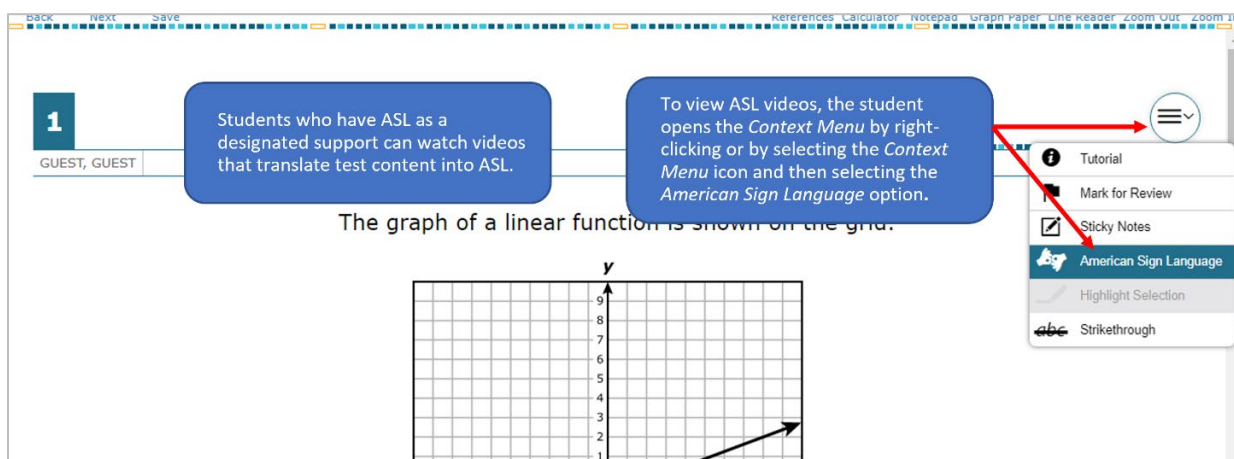 Back Next Save References Calculator Notepad Graph Paper Line Reader Zoom Out Zoom
1
GUEST, GUEST
Students who have ASL as a
designated support can watch videos
that translate test content into ASL.
To view ASL videos, the student
opens the Context Menu by right-
clicking or by selecting the Context
Menu icon and then selecting the
American Sign Language option.
Tutorial
Mark for Review
Sticky Notes
American Sign Language
Highlight Selection
abc Strikethrough
The graph of a linear function is shown on the grid.
y
9
8
7
6
5
4
3
2
1